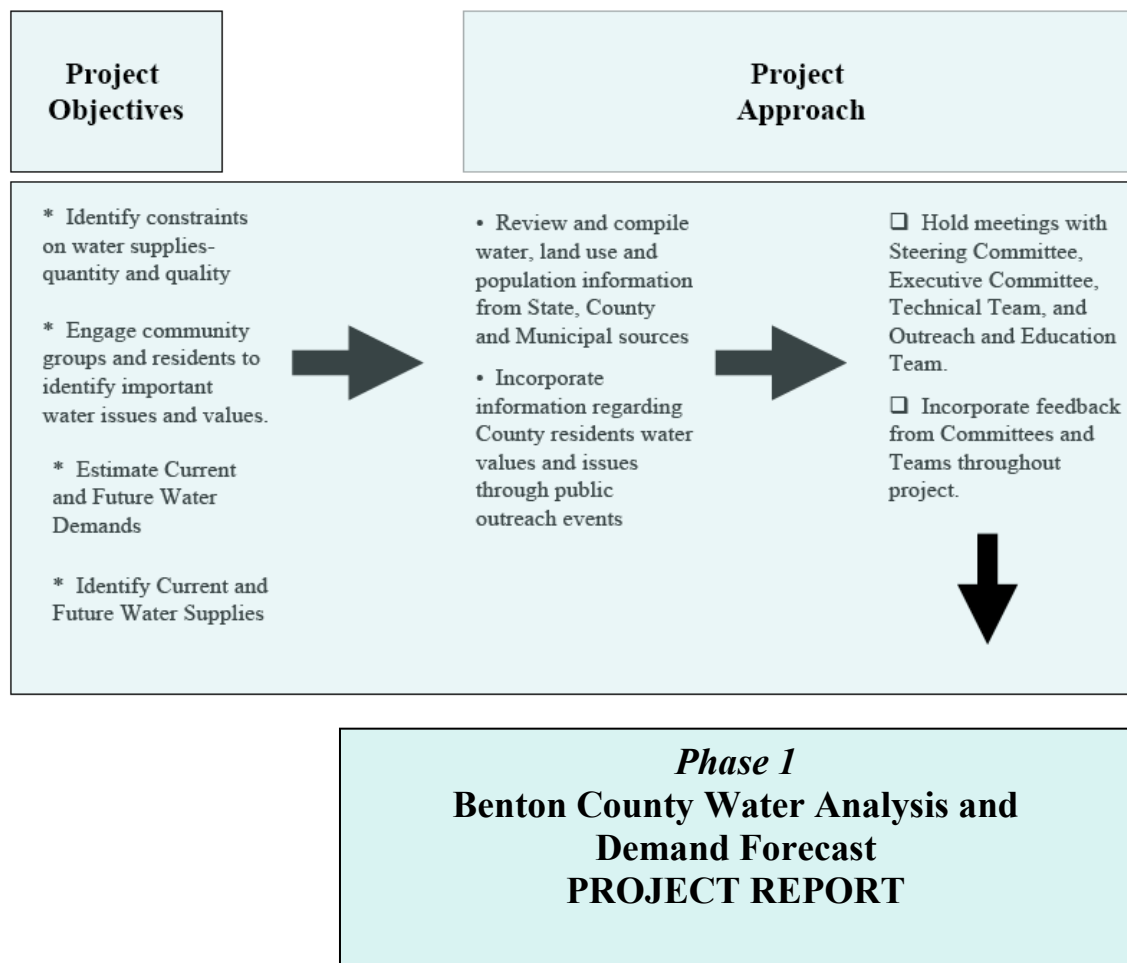 Project
Objectives
Project
Approach
* Identify constraints
on water supplies-
quantity and quality
* Engage community
groups and residents to
identify important
water issues and values.
* Estimate Current
and Future Water
Demands
* Identify Current and
Future Water Supplies
• Review and compile
water, land use and
population information
from State, County
and Municipal sources
• Incorporate
information regarding
County residents water
values and issues
through public
outreach events
❑ Hold meetings with
Steering Committee,
Executive Committee,
Technical Team, and
Outreach and Education
Team.
❑ Incorporate feedback
from Committees and
Teams throughout
project.
Phase 1
Benton County Water Analysis and
Demand Forecast
PROJECT REPORT